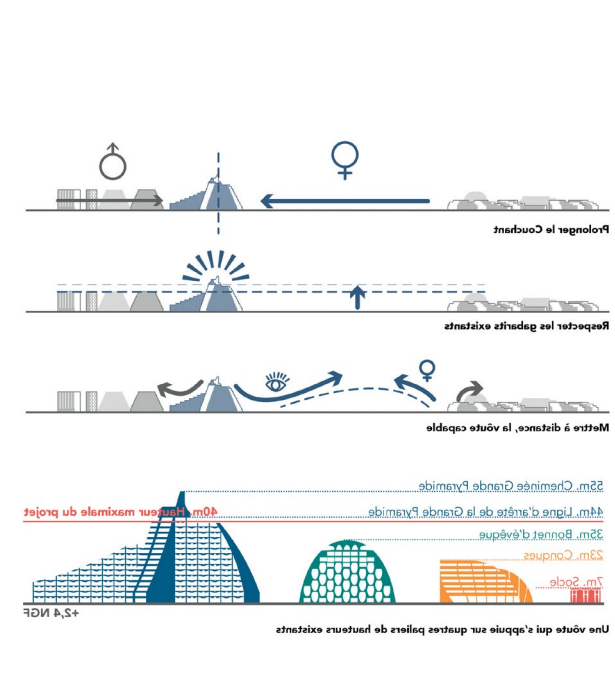 Prolonger le Couchant
Respecter les gabarits existants
Mettre à distance, la voûte capable
55m. Cheminée Grande Pyramide
44m. Ligne d'arête de la Grande Pyramide
40m. Hauteur maximale du projet
35m. Bonnet d'évêque
23m. Conques
7m. Socle
+2,4 NGF
Une voûte qui s'appuie sur quatres paliers de hauteurs existants